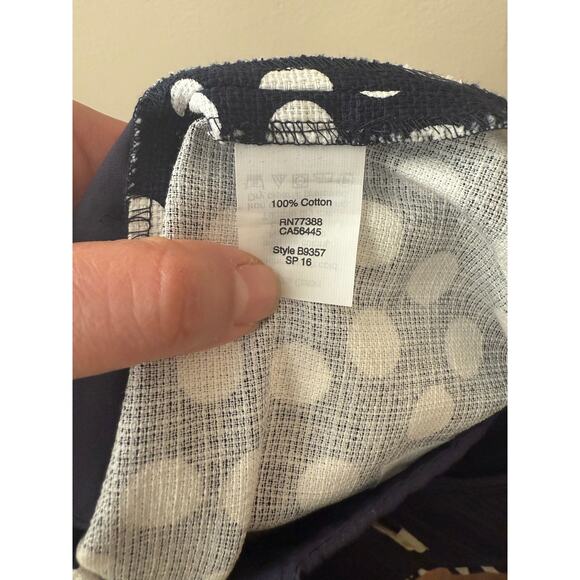 100% Cotton
RN77388
CA56445
Style B9357
SP 16